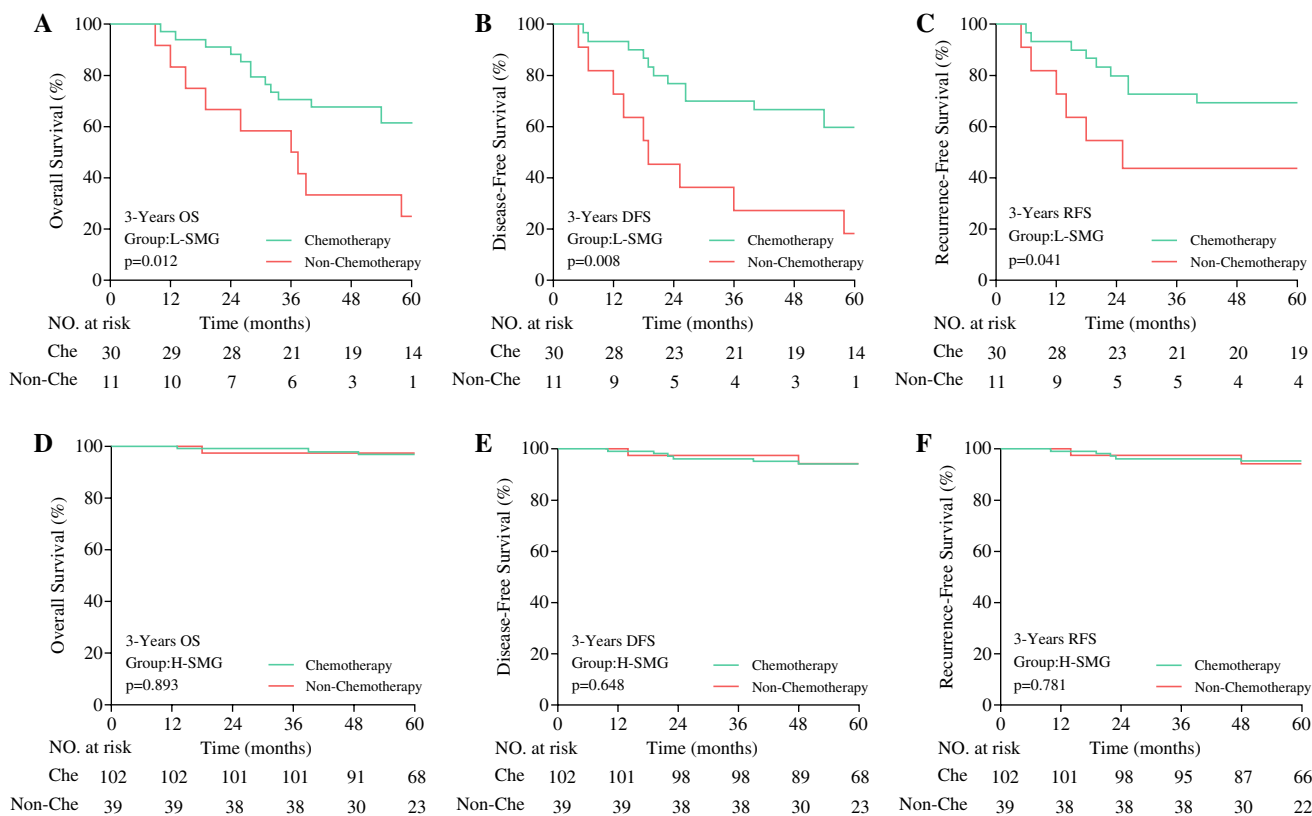 A
Overall Survival (%)
100
80
60
40
20
0
3-Years OS
Group:L-SMG
p=0.012
Chemotherapy
Non-Chemotherapy
0 12 24 36 48 60
NO. at risk Time (months)
Che 30 29 28 21 19 14
Non-Che 11 10 7 6 3 1
B
Disease-Free Survival (%)
100
80
60
40
20
0
3-Years DFS
Group:L-SMG
p=0.008
Chemotherapy
Non-Chemotherapy
0 12 24 36 48 60
NO. at risk Time (months)
Che 30 28 23 21 19 14
Non-Che 11 9 5 4 3 1
C
Recurrence-Free Survival (%)
100
80
60
40
20
0
3-Years RFS
Group:L-SMG
p=0.041
Chemotherapy
Non-Chemotherapy
0 12 24 36 48 60
NO. at risk Time (months)
Che 30 28 23 21 20 19
Non-Che 11 9 5 5 4 4
D
Overall Survival (%)
100
80
60
40
20
0
3-Years OS
Group:H-SMG
p=0.893
Chemotherapy
Non-Chemotherapy
0 12 24 36 48 60
NO. at risk Time (months)
Che 102 102 101 101 91 68
Non-Che 39 39 38 38 30 23
E
Disease-Free Survival (%)
100
80
60
40
20
0
3-Years DFS
Group:H-SMG
p=0.648
Chemotherapy
Non-Chemotherapy
0 12 24 36 48 60
NO. at risk Time (months)
Che 102 101 98 98 89 68
Non-Che 39 39 38 38 30 23
F
Recurrence-Free Survival (%)
100
80
60
40
20
0
3-Years RFS
Group:H-SMG
p=0.781
Chemotherapy
Non-Chemotherapy
0 12 24 36 48 60
NO. at risk Time (months)
Che 102 101 98 95 87 66
Non-Che 39 38 38 38 30 22